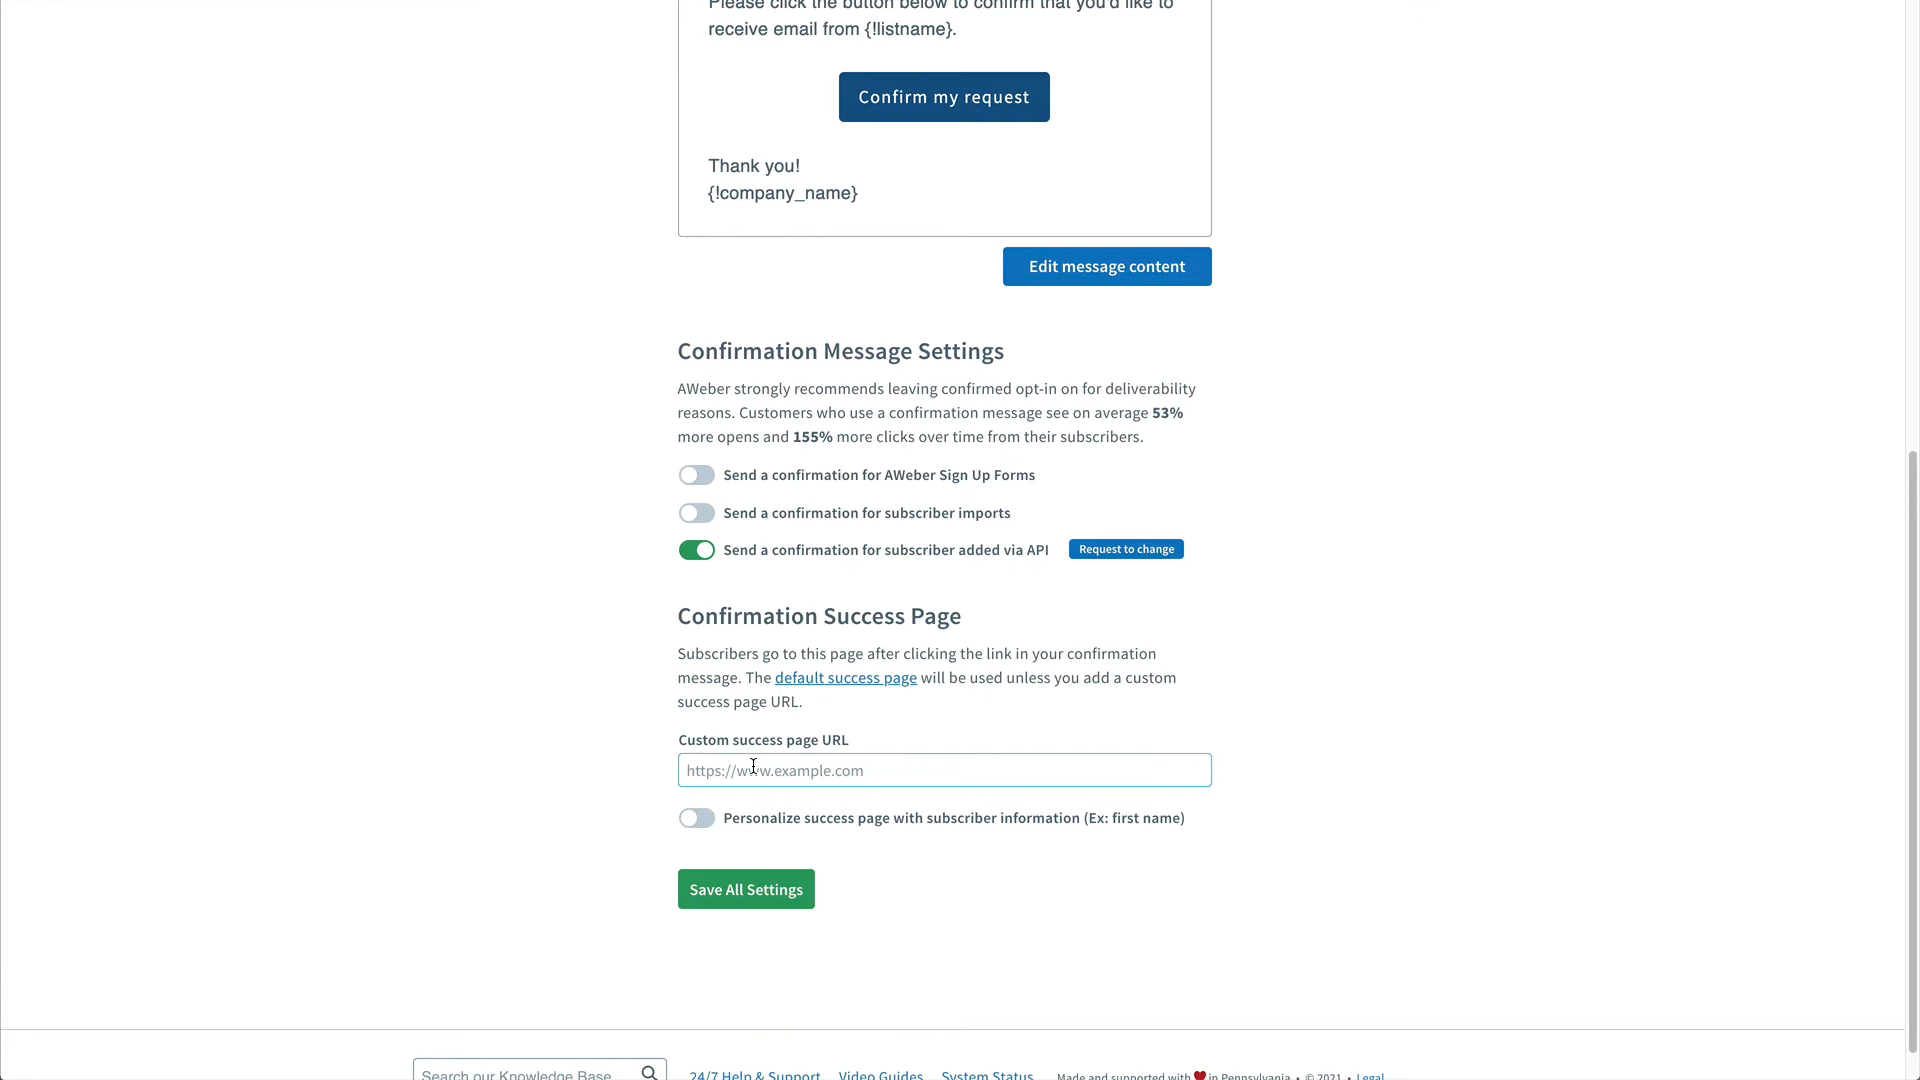 Please click the button below to confirm that you'd like to
receive email from {!listname}.
Confirm my request
Thank you!
{!company_name}
Edit message content
Confirmation Message Settings
AWeber strongly recommends leaving confirmed opt-in on for deliverability
reasons. Customers who use a confirmation message see on average 53%
more opens and 155% more clicks over time from their subscribers.
Send a confirmation for AWeber Sign Up Forms
Send a confirmation for subscriber imports
Send a confirmation for subscriber added via API Request to change
Confirmation Success Page
Subscribers go to this page after clicking the link in your confirmation
message. The default success page will be used unless you add a custom
success page URL.
Custom success page URL
https://www.example.com
Personalize success page with subscriber information (Ex: first name)
Save All Settings
Search our Knowledge Base 24/7 Help & Support Video Guides System Status Made and supported with ❤ in Pennsylvania • © 2021 • Legal